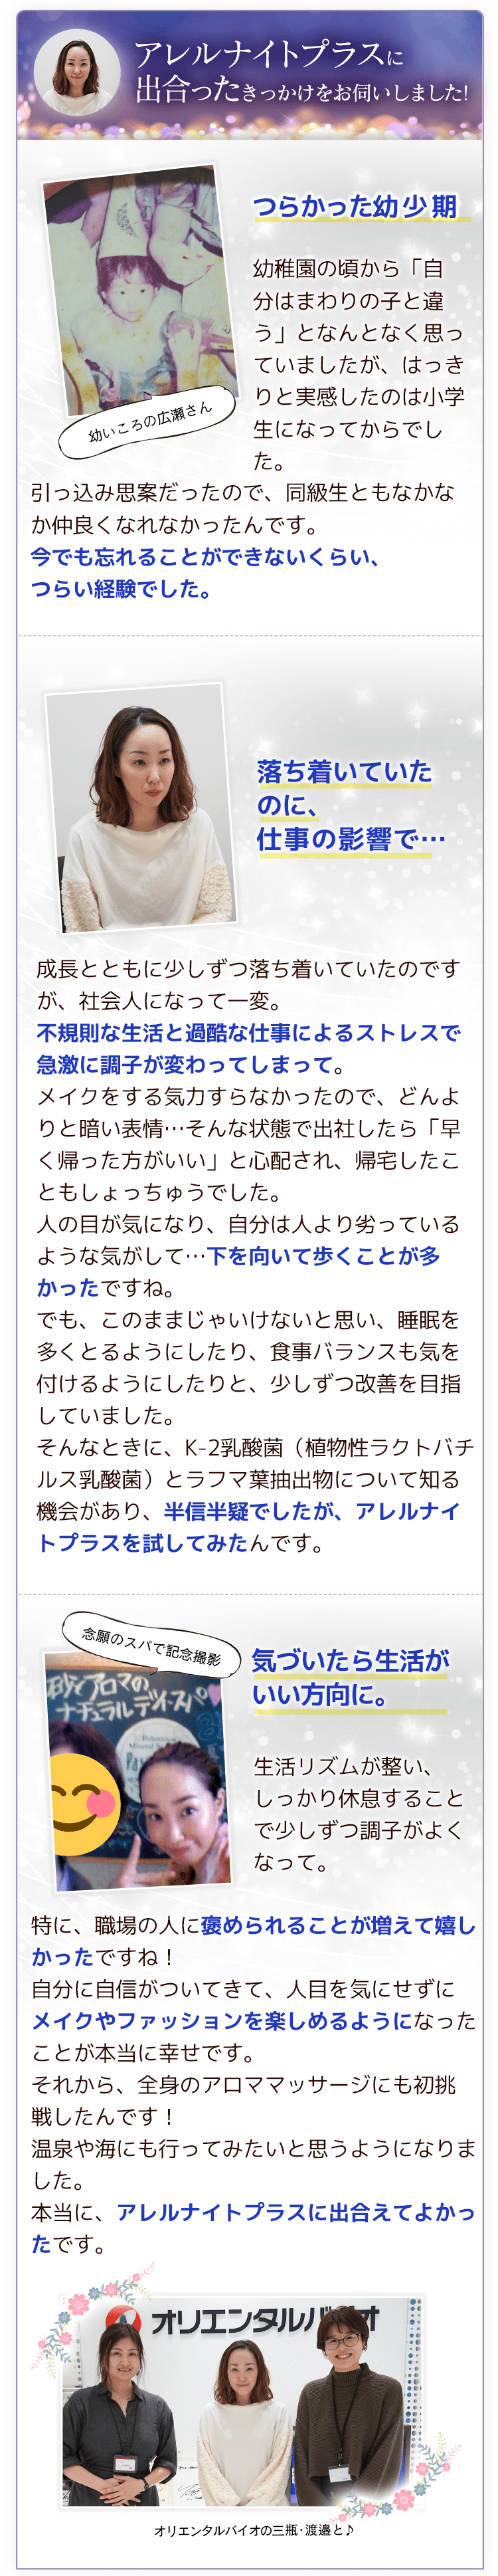 アレルナイトプラスに
出合ったきっかけをお伺いしました!
つらかった幼少期
幼稚園の頃から「自
分はまわりの子と違
う」となんとなく思っ
ていましたが、はっき
りと実感したのは小学
生になってからでし
た。
幼いころの広瀬さん
引っ込み思案だったので、同級生ともなかな
か仲良くなれなかったんです。
今でも忘れることができないくらい、
つらい経験でした。
落ち着いていた
のに、
仕事の影響で…
成長とともに少しずつ落ち着いていたのです
が、社会人になって一変。
不規則な生活と過酷な仕事によるストレスで
急激に調子が変わってしまって。
メイクをする気力すらなかったので、どんよ
りと暗い表情…そんな状態で出社したら「早
く帰った方がいい」と心配され、帰宅したこ
ともしょっちゅうでした。
人の目が気になり、自分は人より劣っている
ような気がして…下を向いて歩くことが多
かったですね。
でも、このままじゃいけないと思い、睡眠を
多くとるようにしたり、食事バランスも気を
付けるようにしたりと、少しずつ改善を目指
していました。
そんなときに、K-2乳酸菌（植物性ラクトバチ
ルス乳酸菌）とラフマ葉抽出物について知る
機会があり、半信半疑でしたが、アレルナイ
トプラスを試してみたんです。
念願のスパで記念撮影
アロマの
ナチュラルデイ・スパ
気づいたら生活が
いい方向に。
生活リズムが整い、
しっかり休息すること
で少しずつ調子がよく
なって。
特に、職場の人に褒められることが増えて嬉し
かったですね！
自分に自信がついてきて、人目を気にせずに
メイクやファッションを楽しめるようになった
ことが本当に幸せです。
それから、全身のアロママッサージにも初挑
戦したんです！
温泉や海にも行ってみたいと思うようになりま
した。
本当に、アレルナイトプラスに出合えてよかっ
たです。
オリエンタルバイオ
オリエンタルバイオの三瓶・渡邉と♪